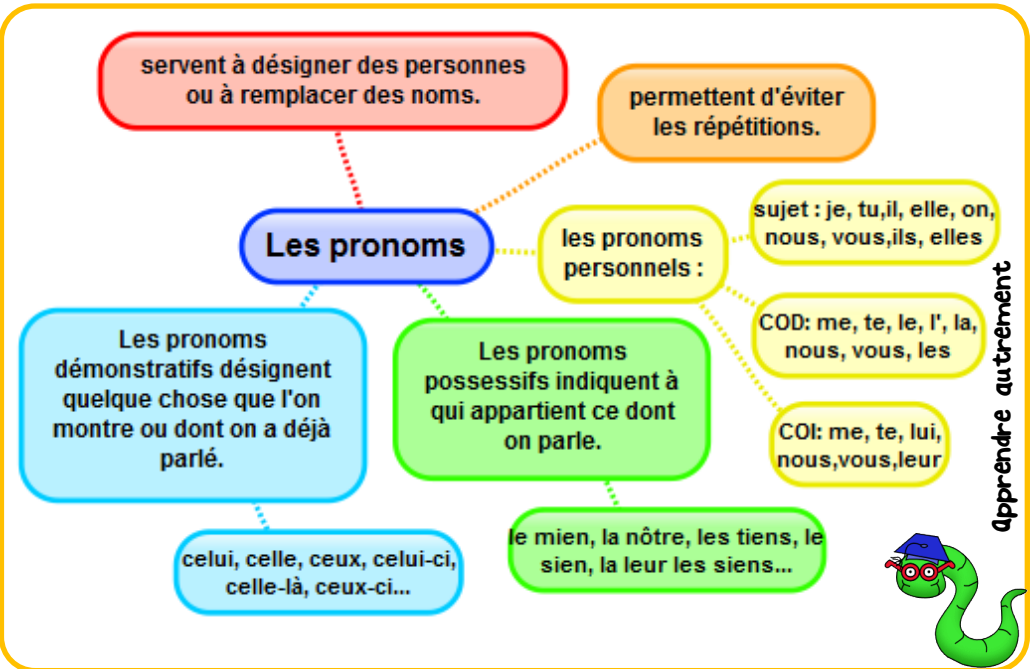 servent à désigner des personnes
ou à remplacer des noms.
permettent d'éviter
les répétitions.
Les pronoms
les pronoms
personnels :
sujet : je, tu,il, elle, on,
nous, vous,ils, elles
COD: me, te, le, l', la,
nous, vous, les
COI: me, te, lui,
nous,vous,leur
Les pronoms
démonstratifs désignent
quelque chose que l'on
montre ou dont on a déjà
parlé.
celui, celle, ceux, celui-ci,
celle-là, ceux-ci...
Les pronoms
possessifs indiquent à
qui appartient ce dont
on parle.
le mien, la nôtre, les tiens, le
sien, la leur les siens...
apprendre autrement